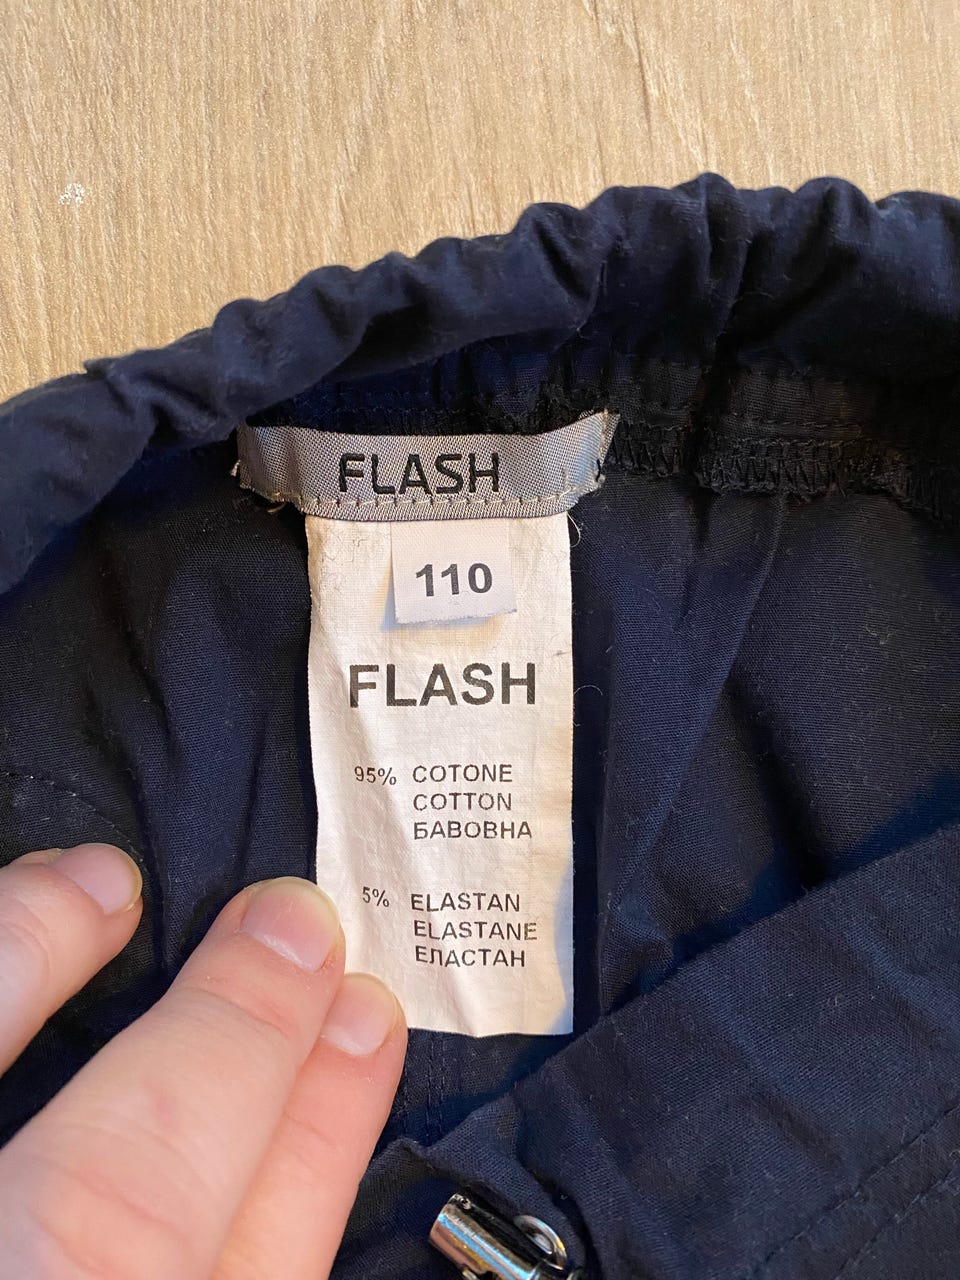 FLASH
110
FLASH
95% COTONE
COTTON
БАВОВНА
5% ELASTAN
ELASTANE
ЕЛАСТАН